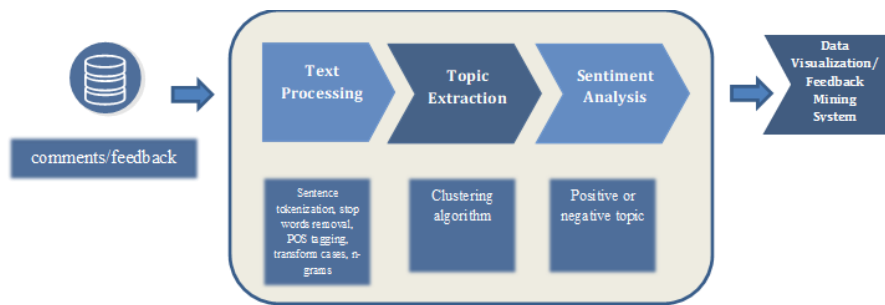 comments/feedback
Text
Processing
Topic
Extraction
Sentiment
Analysis
Sentence
tokenization, stop
words removal,
POS tagging,
transform cases, n-
grams
Clustering
algorithm
Positive or
negative topic
Data
Visualization/
Feedback
Mining
System